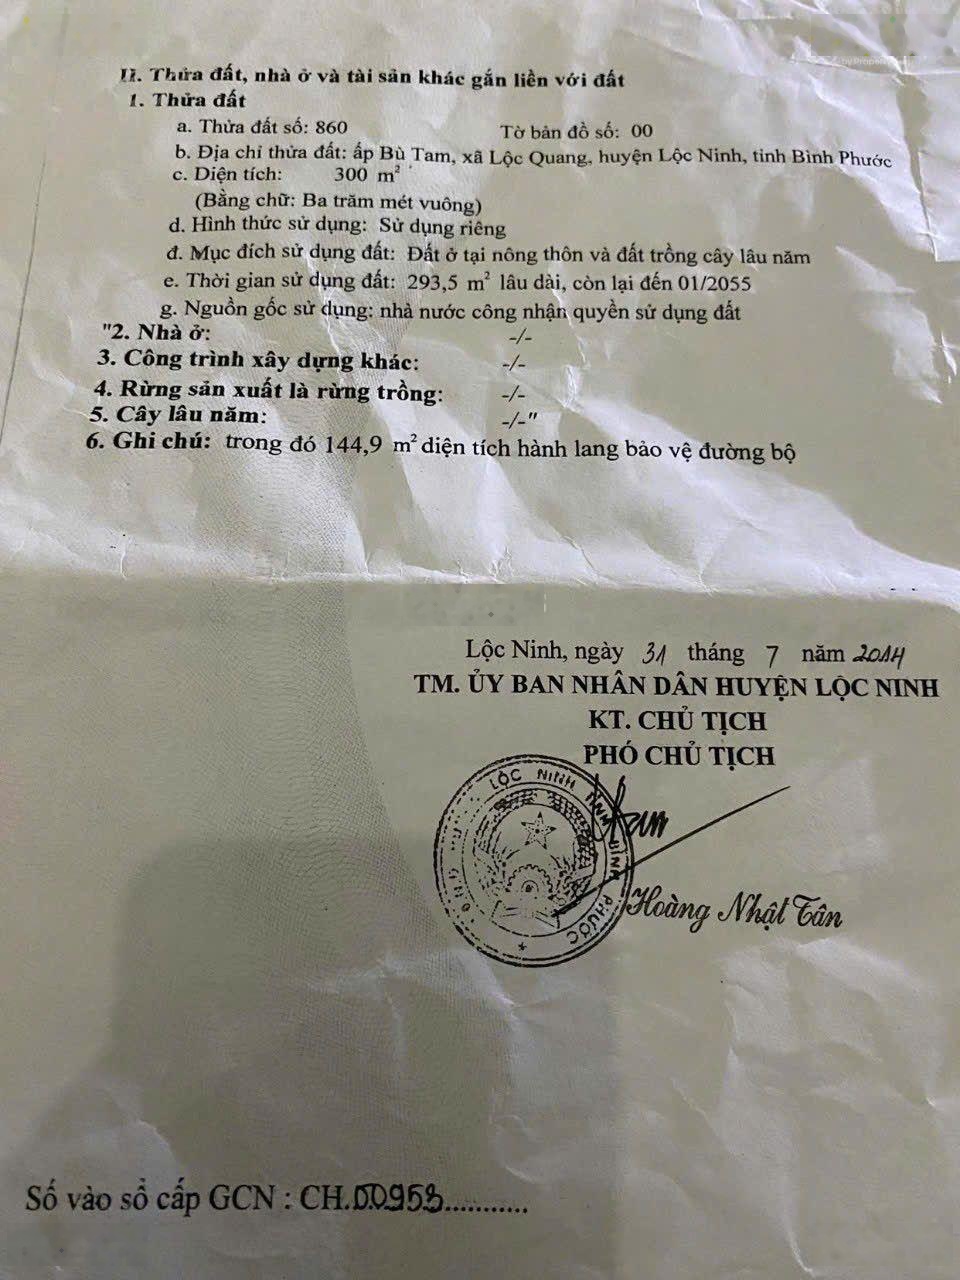 by Proper
II. Thửa đất, nhà ở và tài sản khác gắn liền với đất
1. Thửa đất
a. Thửa đất số: 860 Tờ bản đồ số: 00
b. Địa chỉ thửa đất: ấp Bù Tam, xã Lộc Quang, huyện Lộc Ninh, tỉnh Bình Phước
c. Diện tích: 300 m²
(Bằng chữ: Ba trăm mét vuông)
d. Hình thức sử dụng: Sử dụng riêng
đ. Mục đích sử dụng đất: Đất ở tại nông thôn và đất trồng cây lâu năm
e. Thời gian sử dụng đất: 293,5 m² lâu dài, còn lại đến 01/2055
g. Nguồn gốc sử dụng: nhà nước công nhận quyền sử dụng đất
"2. Nhà ở: -/-
3. Công trình xây dựng khác: -/-
4. Rừng sản xuất là rừng trồng: -/-
5. Cây lâu năm: -/-"
6. Ghi chú: trong đó 144,9 m² diện tích hành lang bảo vệ đường bộ
Lộc Ninh, ngày 31 tháng 7 năm 2014
TM. ỦY BAN NHÂN DÂN HUYỆN LỘC NINH
KT. CHỦ TỊCH
PHÓ CHỦ TỊCH
LỘC NINH TỈNH BÌNH PHƯỚC
Hoàng Nhật Tân
Số vào sổ cấp GCN : CH.00953...........